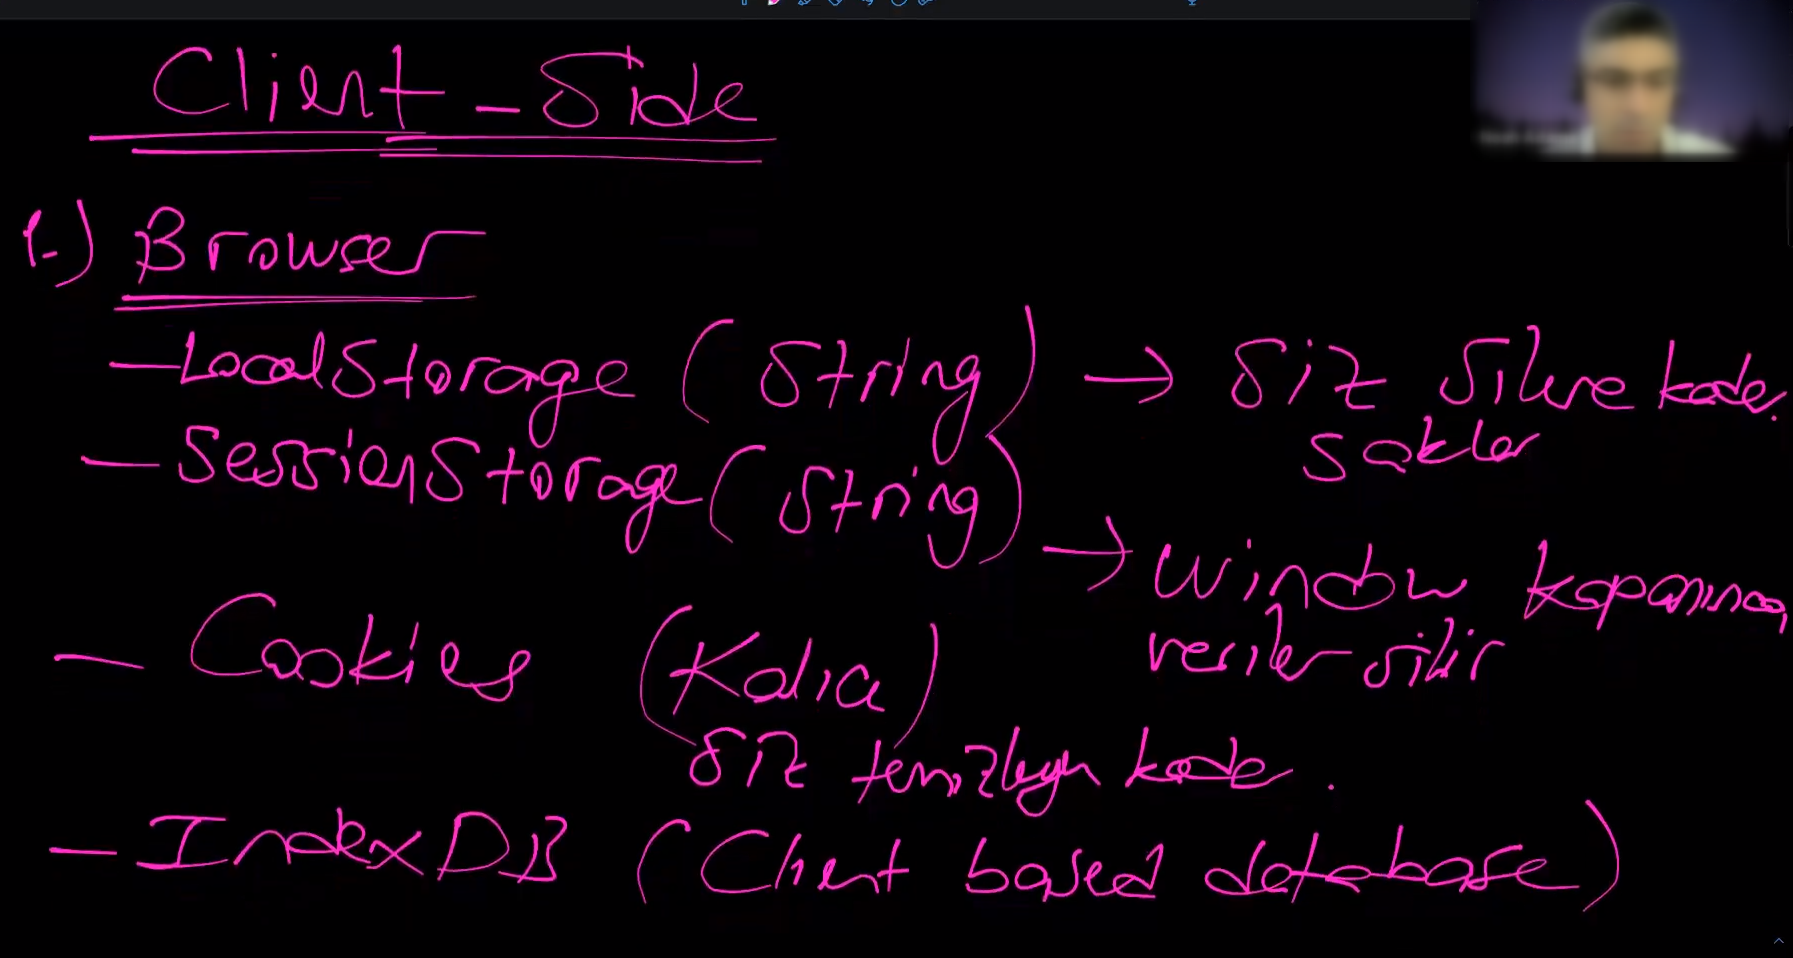 Client - Side
1-) Browser
- LocalStorage (String) → Siz silene kadar
saklar
- SessionStorage (String)
→ Window kapanınca,
veriler silinir
- Cookies (Kalıcı)
Siz temizleyene kadar.
- IndexDB (Client based database)